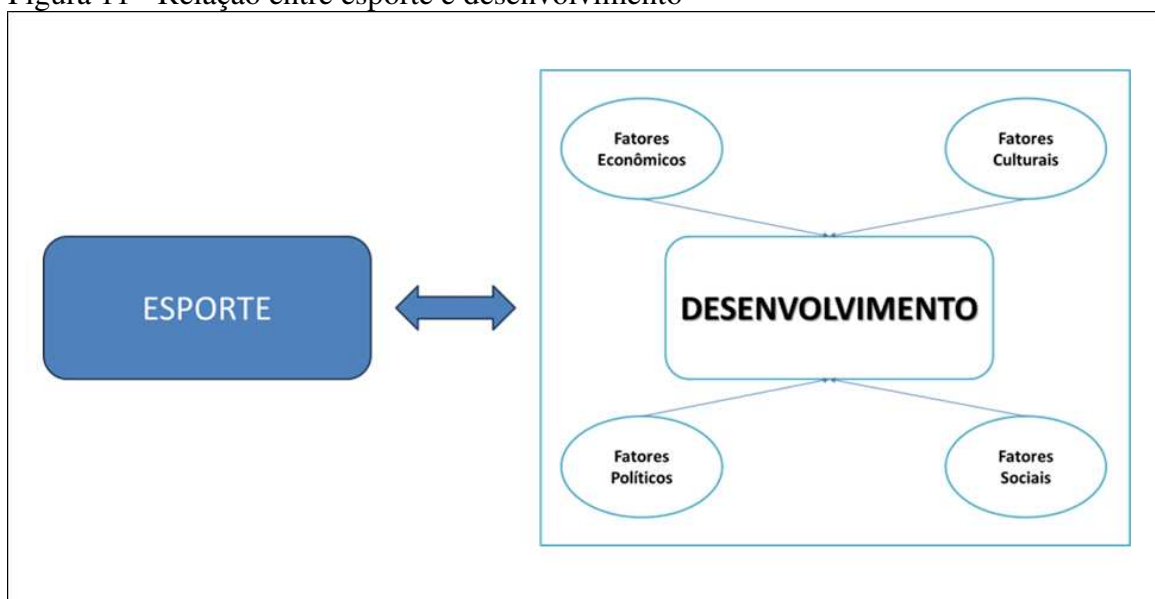 Figura 11 - Relação entre esporte e desenvolvimento
Fatores
Econômicos
Fatores
Culturais
ESPORTE
DESENVOLVIMENTO
Fatores
Políticos
Fatores
Sociais